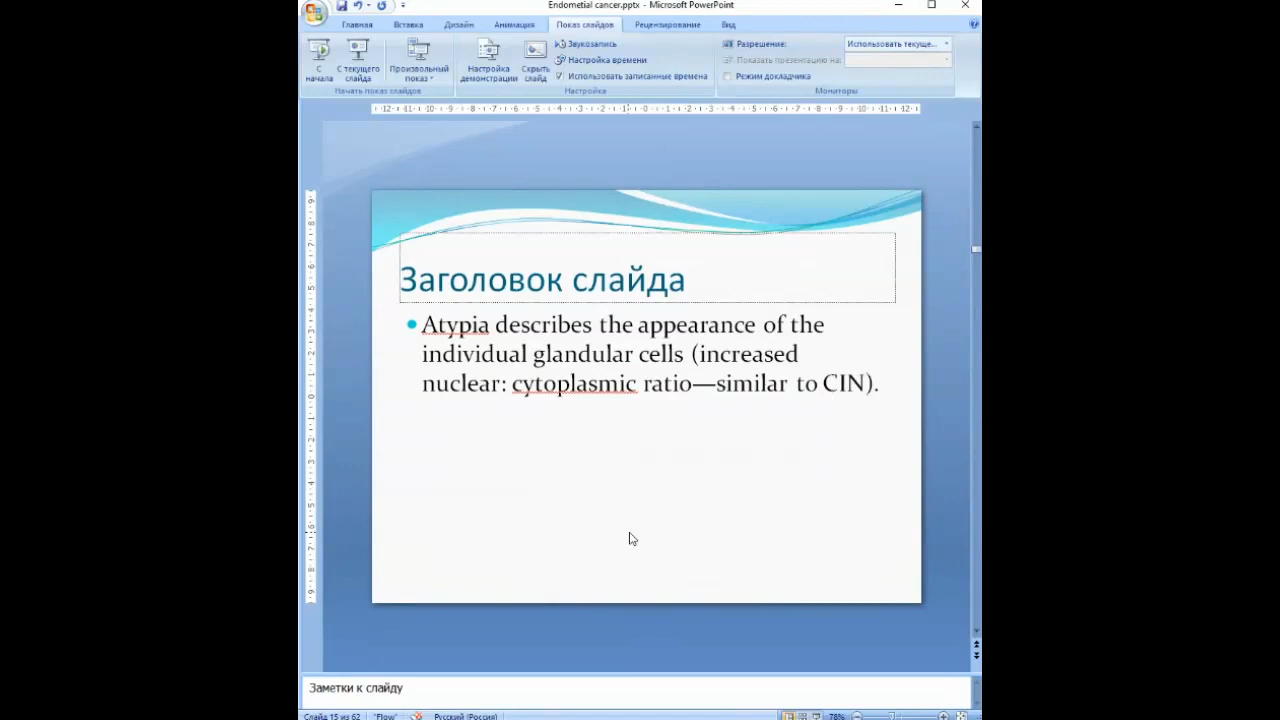 Endometial cancer.pptx - Microsoft PowerPoint
Главная Вставка Дизайн Анимация Показ слайдов Рецензирование Вид
С начала
С текущего слайда
Произвольный показ
Начать показ слайдов
Настройка демонстрации
Скрыть слайд
Звукозапись
Настройка времени
Использовать записанные времена
Настройка
Разрешение: Использовать текуще...
Показать презентацию на:
Режим докладчика
Мониторы
Заголовок слайда
Atypia describes the appearance of the
individual glandular cells (increased
nuclear: cytoplasmic ratio—similar to CIN).
Заметки к слайду
Слайд 15 из 62 "Flow" Русский (Россия) 78%